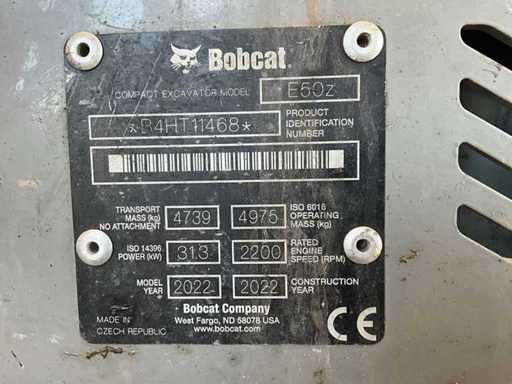 Bobcat.
COMPACT EXCAVATOR MODEL E50z
*B4HT11468* PRODUCT IDENTIFICATION NUMBER
TRANSPORT MASS (kg) NO ATTACHMENT 4739 4975 ISO 6016 OPERATING MASS (kg)
ISO 14396 POWER (kW) 31.3 2200 RATED ENGINE SPEED (RPM)
MODEL YEAR 2022 2022 CONSTRUCTION YEAR
Bobcat Company
West Fargo, ND 58078 USA
www.bobcat.com
MADE IN CZECH REPUBLIC
CE